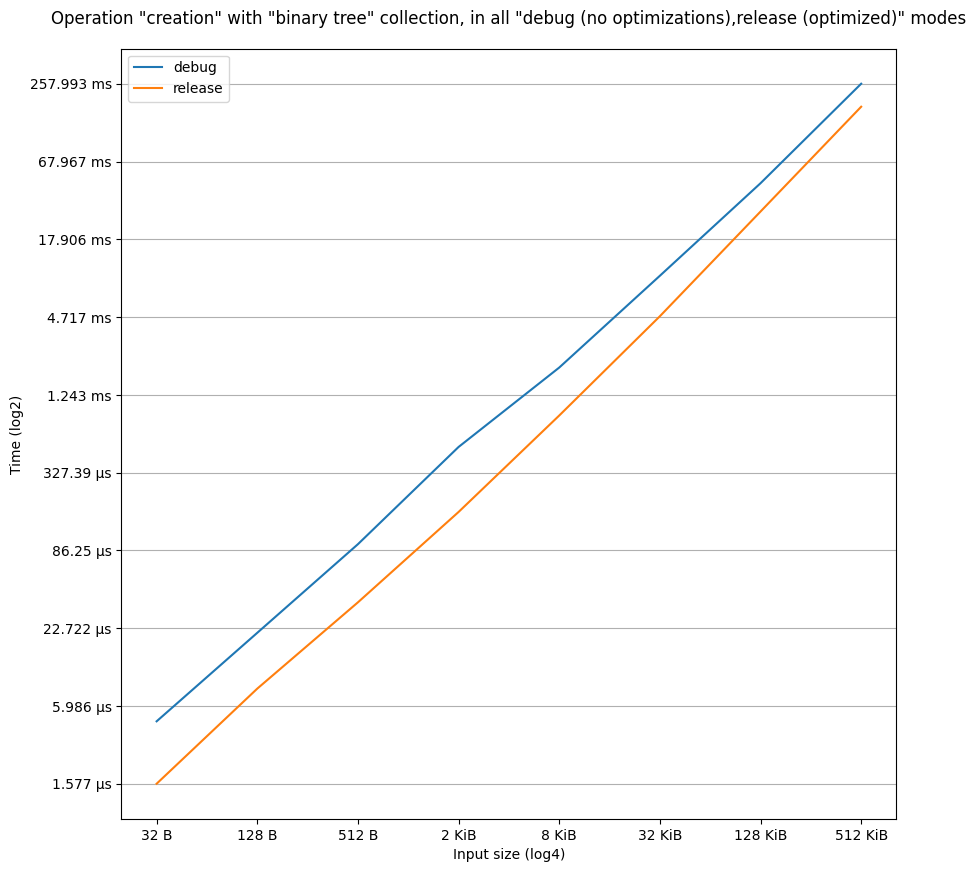 Operation "creation" with "binary tree" collection, in all "debug (no optimizations),release (optimized)" modes
debug
release
257.993 ms
67.967 ms
17.906 ms
4.717 ms
1.243 ms
327.39 µs
86.25 µs
22.722 µs
5.986 µs
1.577 µs
Time (log2)
32 B 128 B 512 B 2 KiB 8 KiB 32 KiB 128 KiB 512 KiB
Input size (log4)